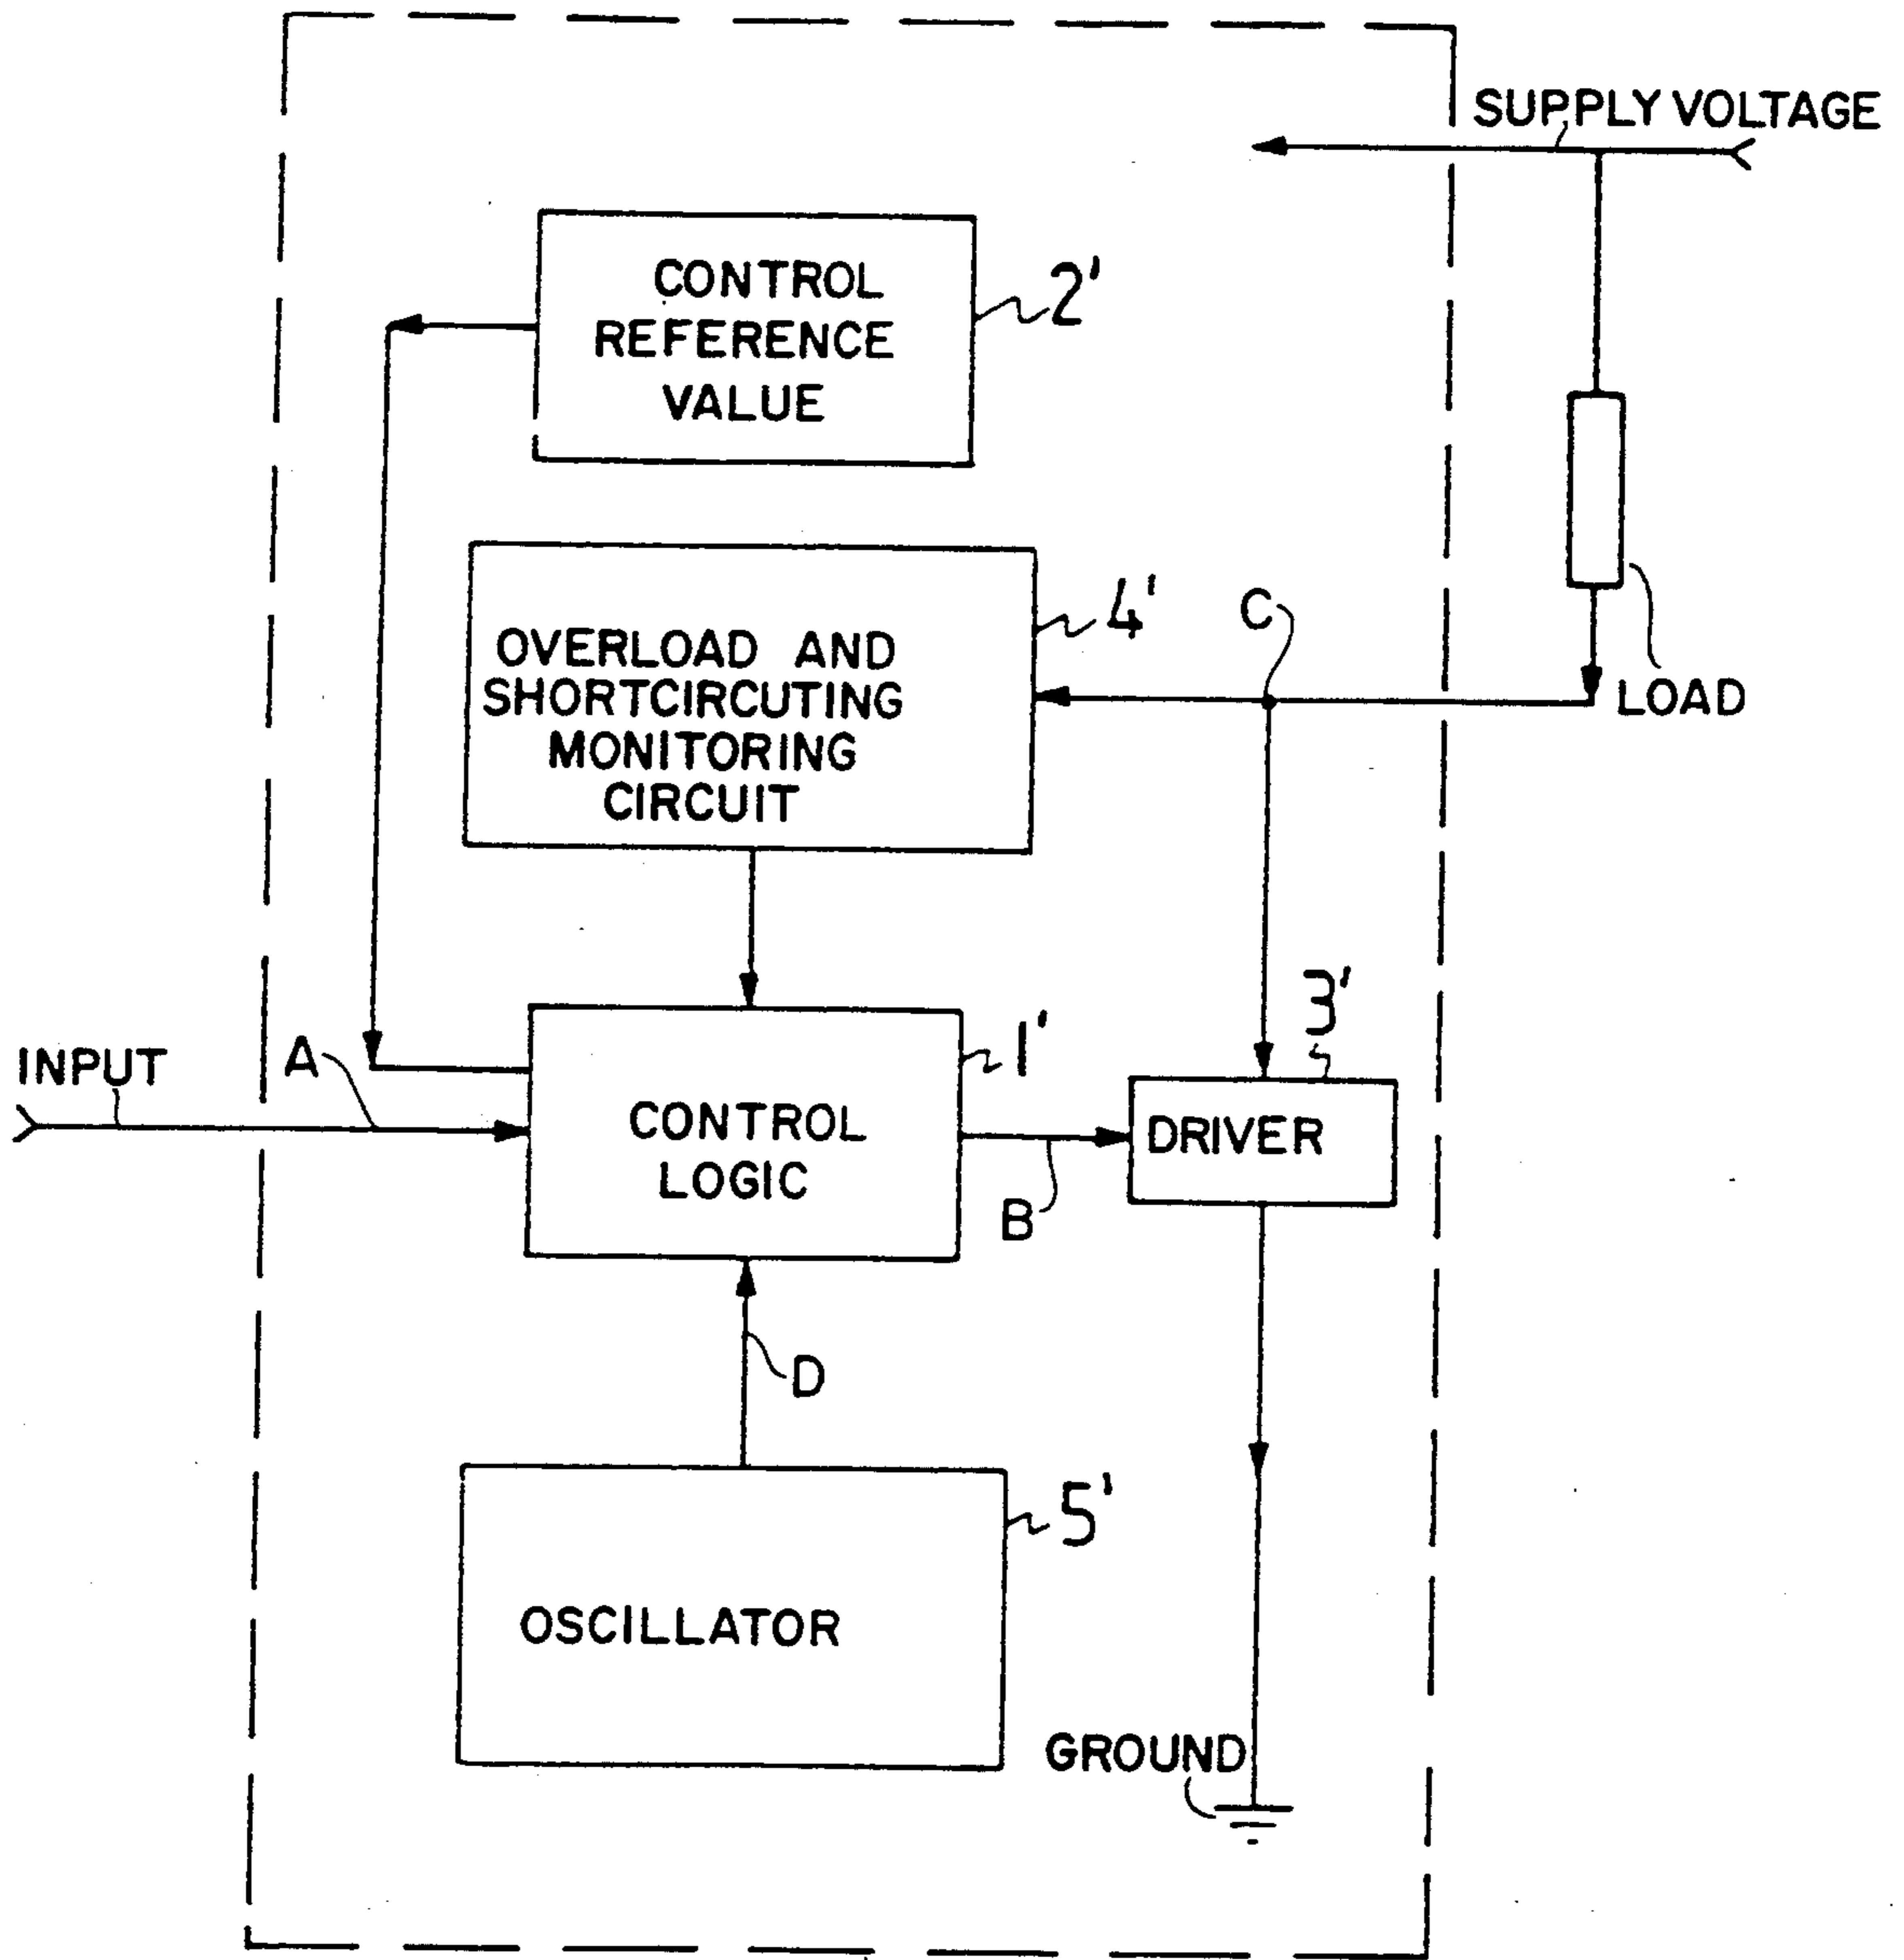 SUPPLY VOLTAGE
CONTROL
REFERENCE
VALUE
2'
OVERLOAD AND
SHORTCIRCUTING
MONITORING
CIRCUIT
4'
C
LOAD
INPUT
A
CONTROL
LOGIC
1'
B
3'
DRIVER
D
OSCILLATOR
5'
GROUND